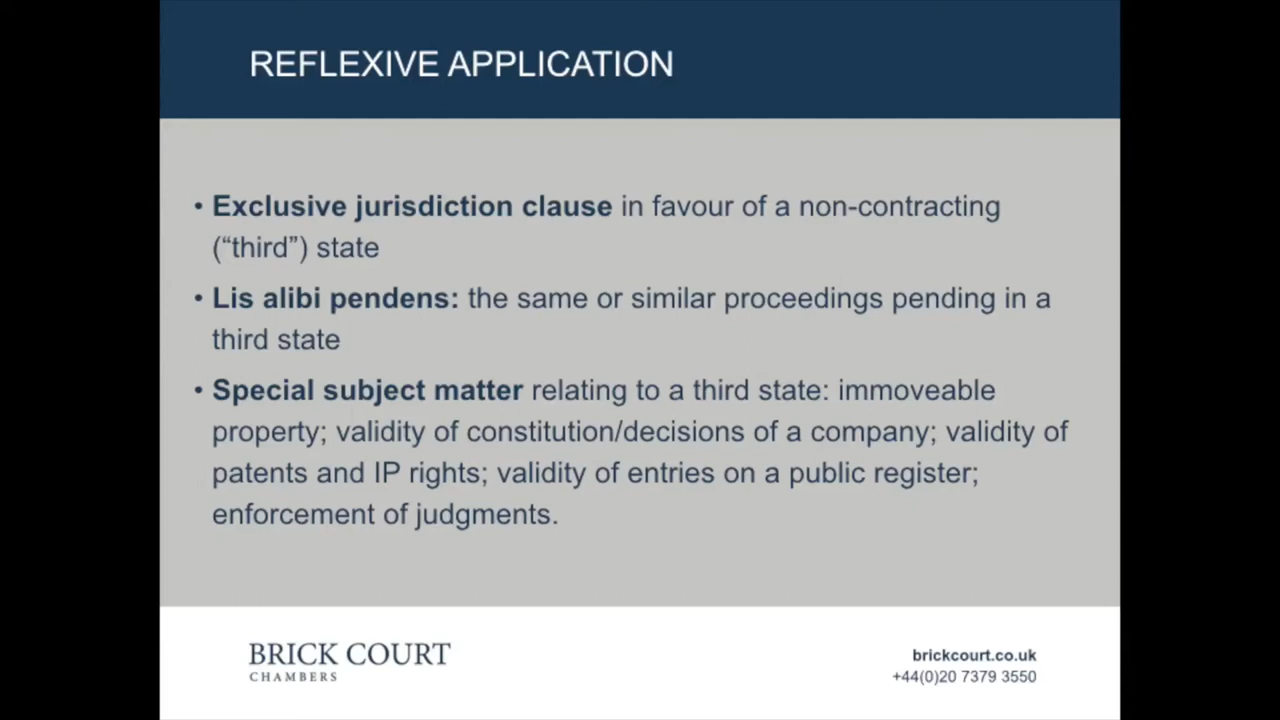 REFLEXIVE APPLICATION
• Exclusive jurisdiction clause in favour of a non-contracting
(“third”) state
• Lis alibi pendens: the same or similar proceedings pending in a
third state
• Special subject matter relating to a third state: immoveable
property; validity of constitution/decisions of a company; validity of
patents and IP rights; validity of entries on a public register;
enforcement of judgments.
BRICK COURT
CHAMBERS
brickcourt.co.uk
+44(0)20 7379 3550